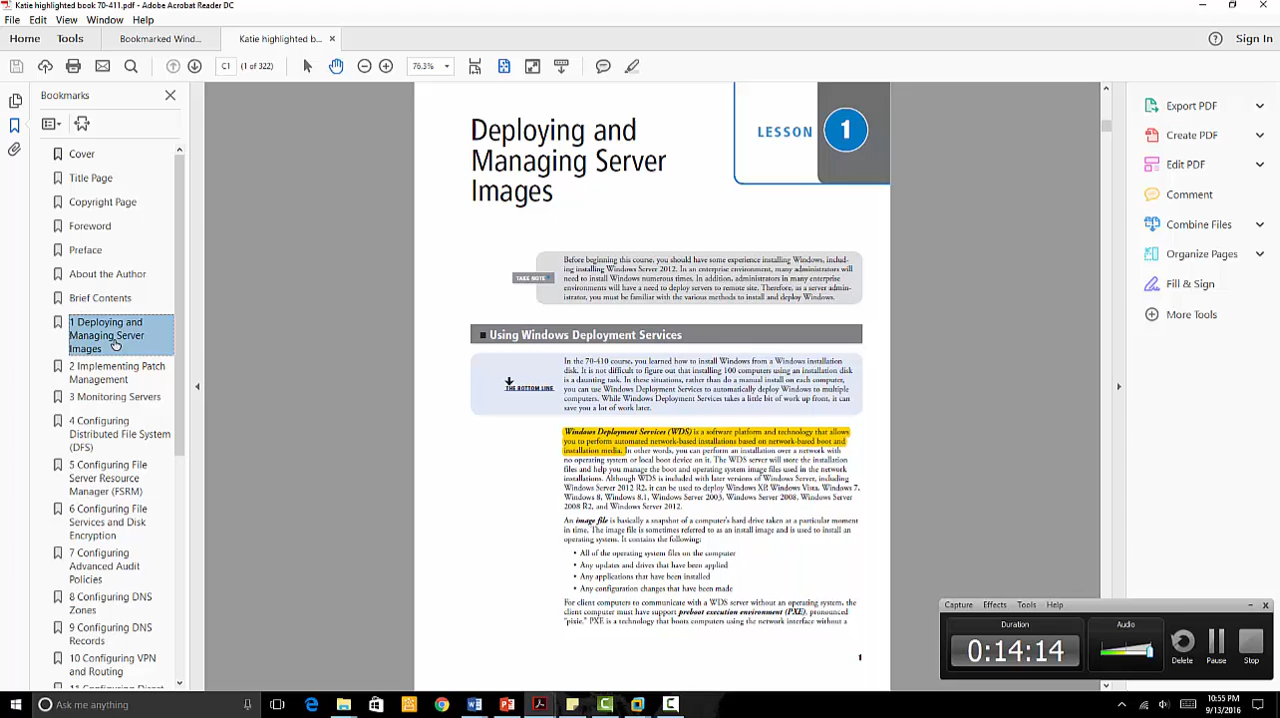 Katie highlighted book 70-411.pdf - Adobe Acrobat Reader DC
File Edit View Window Help
Home Tools Bookmarked Wind... Katie highlighted b... × Sign In
C1 (1 of 322) 76.3%
Bookmarks
Cover
Title Page
Copyright Page
Foreword
Preface
About the Author
Brief Contents
1 Deploying and
Managing Server
Images
2 Implementing Patch
Management
3 Monitoring Servers
4 Configuring
Distributed File System
(DFS)
5 Configuring File
Server Resource
Manager (FSRM)
6 Configuring File
Services and Disk
Encryption
7 Configuring
Advanced Audit
Policies
8 Configuring DNS
Zones
9 Configuring DNS
Records
10 Configuring VPN
and Routing
Deploying and
Managing Server
Images
LESSON 1
TAKE NOTE
Before beginning this course, you should have some experience installing Windows, includ-
ing installing Windows Server 2012. In an enterprise environment, many administrators will
need to install Windows numerous times. In addition, administrators in many enterprise
environments will have a need to deploy servers to remote site. Therefore, as a server admin-
istrator, you must be familiar with the various methods to install and deploy Windows.
Using Windows Deployment Services
THE BOTTOM LINE
In the 70-410 course, you learned how to install Windows from a Windows installation
disk. It is not difficult to figure out that installing 100 computers using an installation disk
is a daunting task. In these situations, rather than do a manual install on each computer,
you can use Windows Deployment Services to automatically deploy Windows to multiple
computers. While Windows Deployment Services takes a little bit of work up front, it can
save you a lot of work later.
Windows Deployment Services (WDS) is a software platform and technology that allows
you to perform automated network-based installations based on network-based boot and
installation media. In other words, you can perform an installation over a network with
no operating system or local boot device on it. The WDS server will store the installation
files and help you manage the boot and operating system image files used in the network
installations. Although WDS is included with later versions of Windows Server, including
Windows Server 2012 R2, it can be used to deploy Windows XP, Windows Vista, Windows 7,
Windows 8, Windows 8.1, Windows Server 2003, Windows Server 2008, Windows Server
2008 R2, and Windows Server 2012.
An image file is basically a snapshot of a computer's hard drive taken at a particular moment
in time. The image file is sometimes referred to as an install image and is used to install an
operating system. It contains the following:
• All of the operating system files on the computer
• Any updates and drives that have been applied
• Any applications that have been installed
• Any configuration changes that have been made
For client computers to communicate with a WDS server without an operating system, the
client computer must have support preboot execution environment (PXE), pronounced
"pixie." PXE is a technology that boots computers using the network interface without a
1
Export PDF
Create PDF
Edit PDF
Comment
Combine Files
Organize Pages
Fill & Sign
More Tools
Capture Effects Tools Help
Duration Audio
0:14:14
Delete Pause Stop
Ask me anything
10:55 PM
9/13/2016